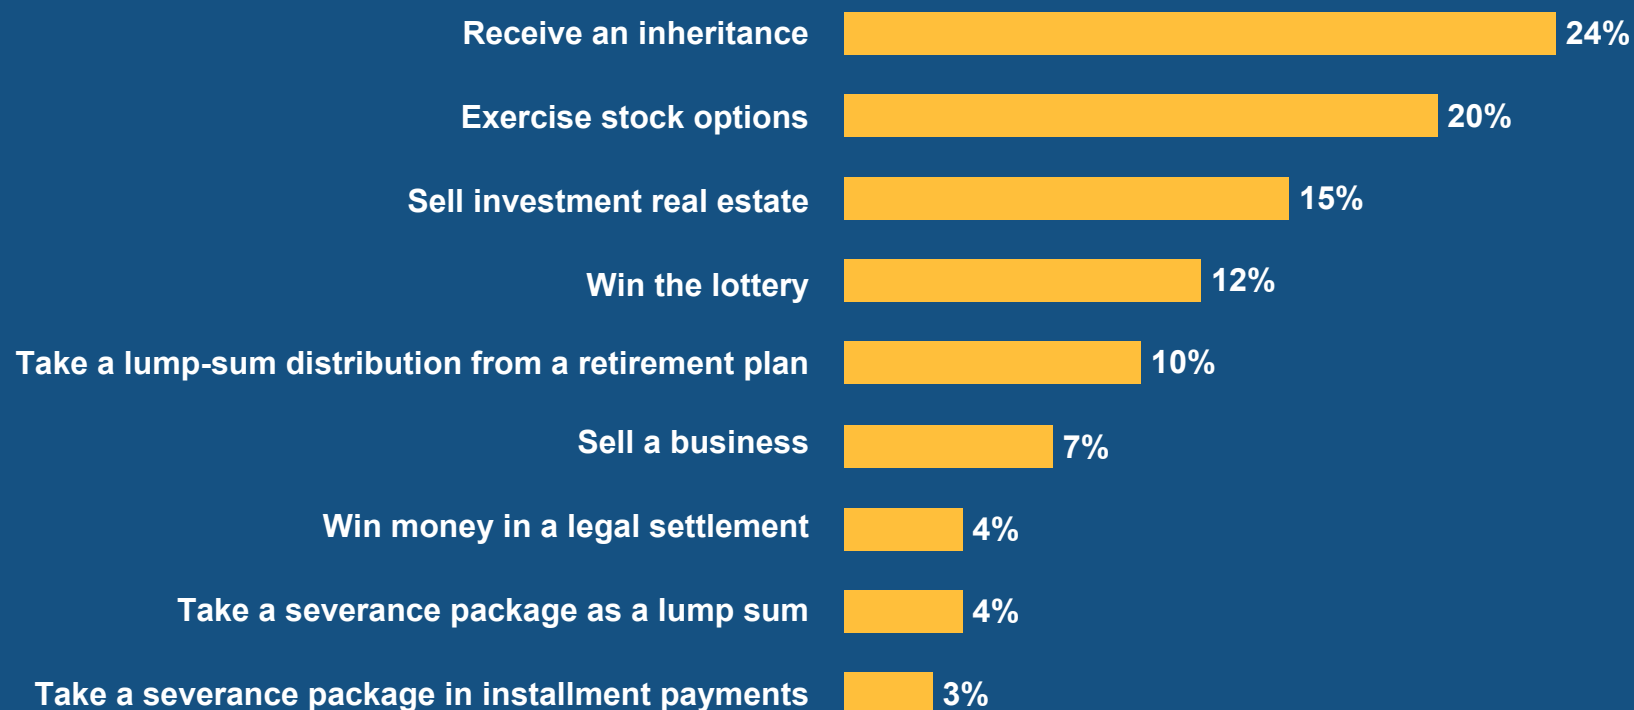 Receive an inheritance 24%
Exercise stock options 20%
Sell investment real estate 15%
Win the lottery 12%
Take a lump-sum distribution from a retirement plan 10%
Sell a business 7%
Win money in a legal settlement 4%
Take a severance package as a lump sum 4%
Take a severance package in installment payments 3%